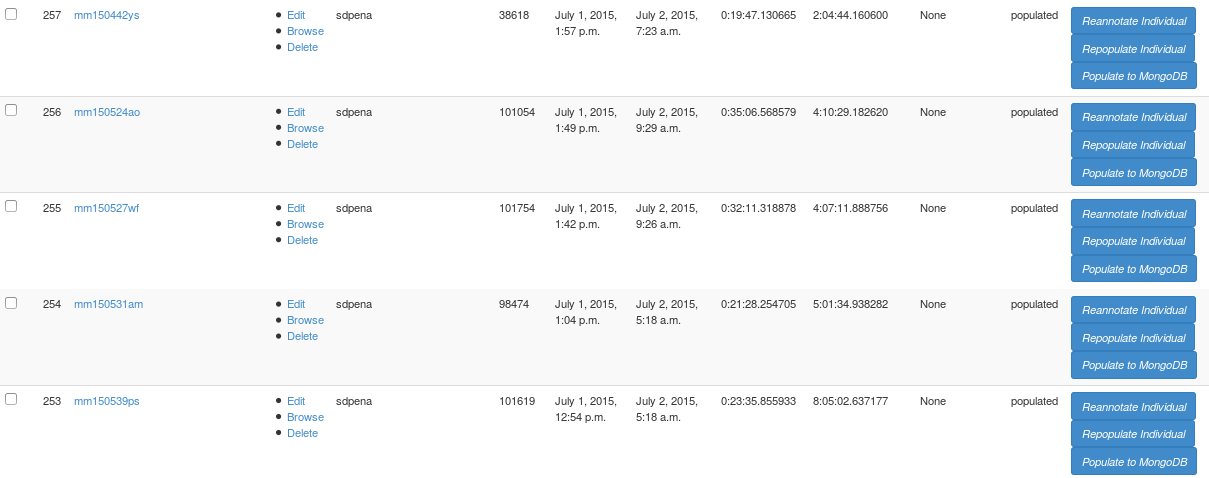 257 mm150442ys Edit sdpena 38618 July 1, 2015, July 2, 2015, 0:19:47.130665 2:04:44.160600 None populated Reannotate Individual
Browse 1:57 p.m. 7:23 a.m. Repopulate Individual
Delete Populate to MongoDB
256 mm150524ao Edit sdpena 101054 July 1, 2015, July 2, 2015, 0:35:06.568579 4:10:29.182620 None populated Reannotate Individual
Browse 1:49 p.m. 9:29 a.m. Repopulate Individual
Delete Populate to MongoDB
255 mm150527wf Edit sdpena 101754 July 1, 2015, July 2, 2015, 0:32:11.318878 4:07:11.888756 None populated Reannotate Individual
Browse 1:42 p.m. 9:26 a.m. Repopulate Individual
Delete Populate to MongoDB
254 mm150531am Edit sdpena 98474 July 1, 2015, July 2, 2015, 0:21:28.254705 5:01:34.938282 None populated Reannotate Individual
Browse 1:04 p.m. 5:18 a.m. Repopulate Individual
Delete Populate to MongoDB
253 mm150539ps Edit sdpena 101619 July 1, 2015, July 2, 2015, 0:23:35.855933 8:05:02.637177 None populated Reannotate Individual
Browse 12:54 p.m. 5:18 a.m. Repopulate Individual
Delete Populate to MongoDB